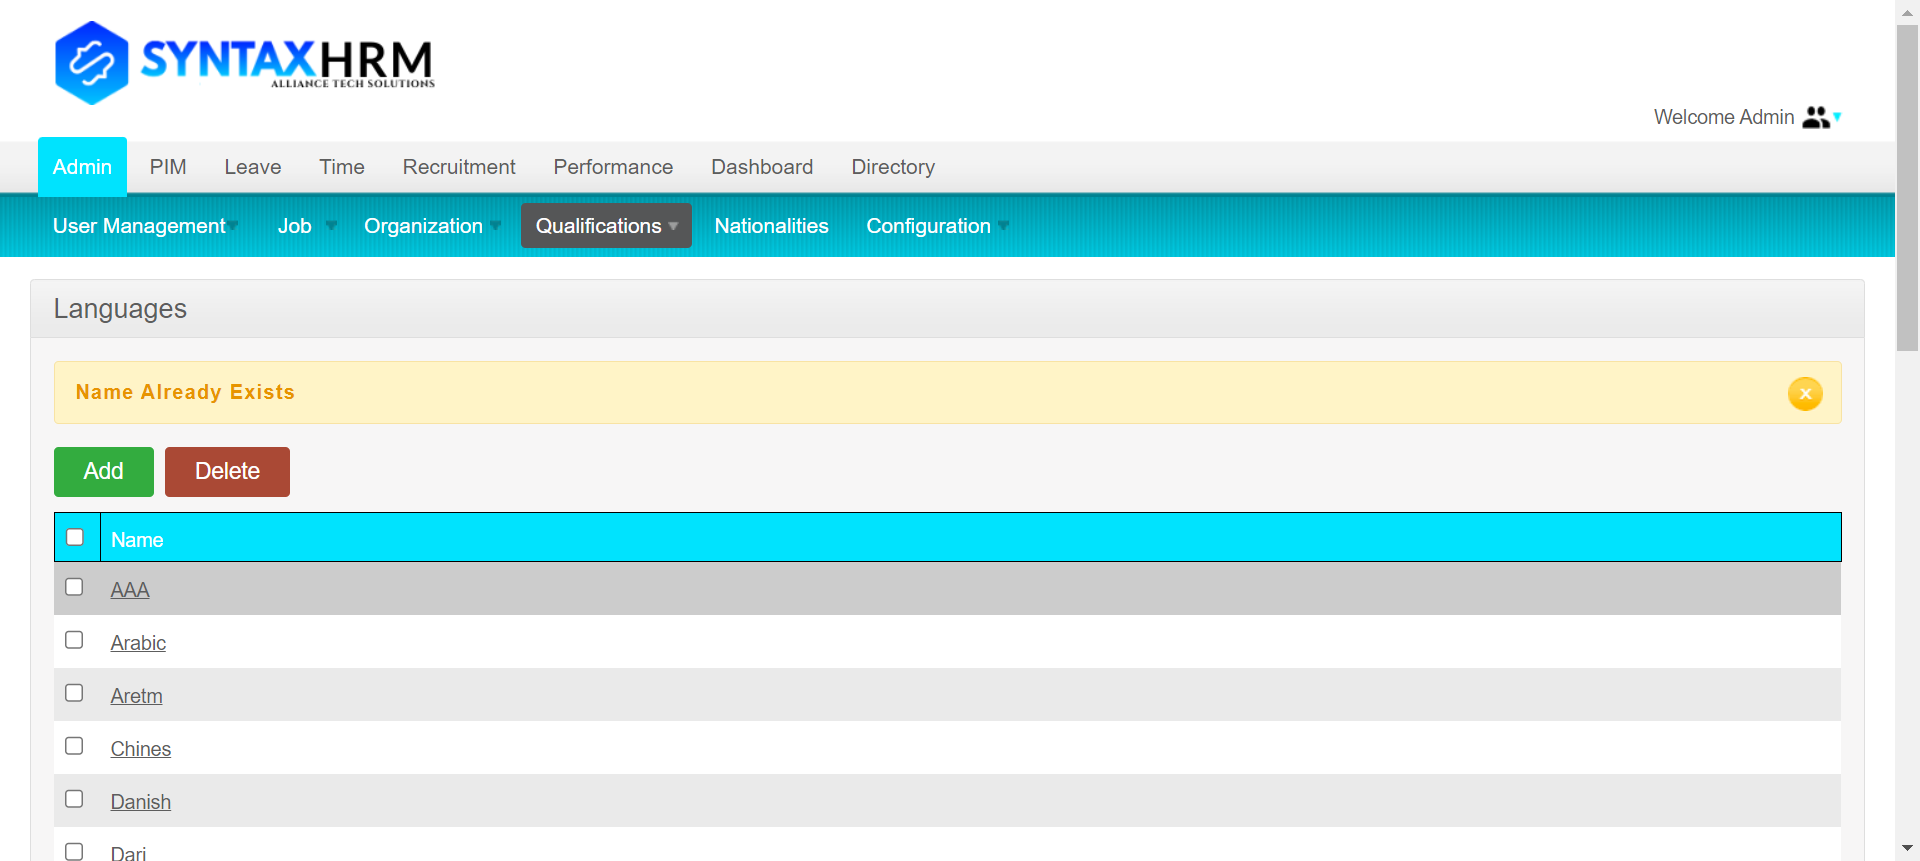 SYNTAXHRM
ALLIANCE TECH SOLUTIONS
Welcome Admin
Admin PIM Leave Time Recruitment Performance Dashboard Directory
User Management Job Organization Qualifications Nationalities Configuration
Languages
Name Already Exists
Add Delete
Name
AAA
Arabic
Aretm
Chines
Danish
Dari